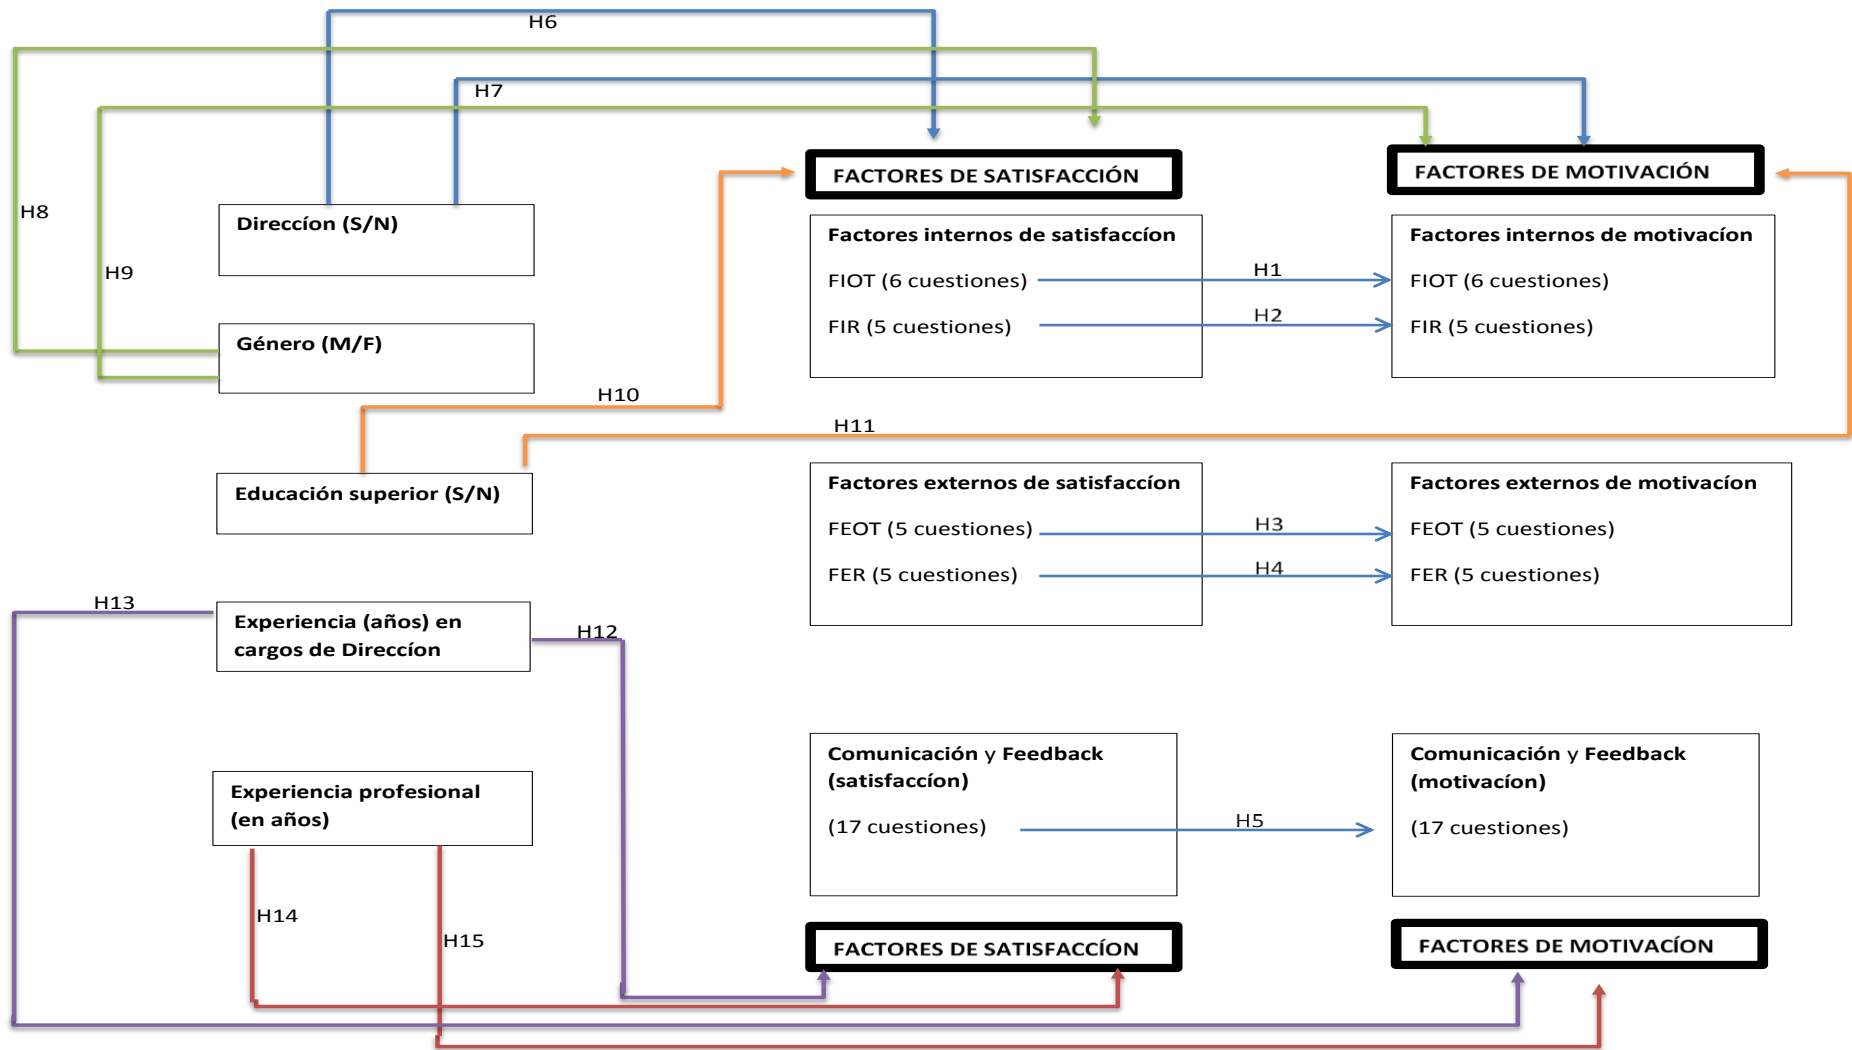 H6
H7
H8
H9
FACTORES DE SATISFACCIÓN
FACTORES DE MOTIVACIÓN
Direccíon (S/N)
Género (M/F)
Factores internos de satisfaccíon
FIOT (6 cuestiones)
FIR (5 cuestiones)
H1
H2
Factores internos de motivacíon
FIOT (6 cuestiones)
FIR (5 cuestiones)
H10
H11
Educación superior (S/N)
Factores externos de satisfaccíon
FEOT (5 cuestiones)
FER (5 cuestiones)
H3
H4
Factores externos de motivacíon
FEOT (5 cuestiones)
FER (5 cuestiones)
H13
Experiencia (años) en
cargos de Direccíon
H12
Experiencia profesional
(en años)
Comunicación y Feedback
(satisfaccíon)
(17 cuestiones)
H5
Comunicación y Feedback
(motivacíon)
(17 cuestiones)
H14
H15
FACTORES DE SATISFACCÍON
FACTORES DE MOTIVACÍON